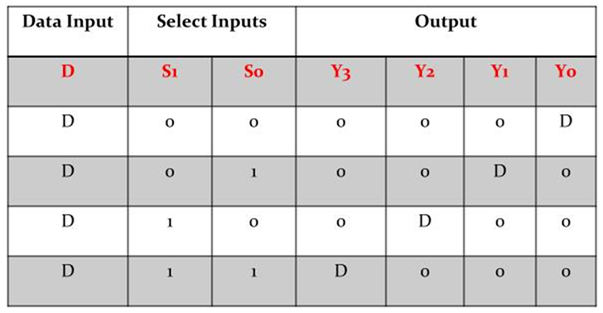 Data Input Select Inputs Output
D S1 S0 Y3 Y2 Y1 Y0
D 0 0 0 0 0 D
D 0 1 0 0 D 0
D 1 0 0 D 0 0
D 1 1 D 0 0 0